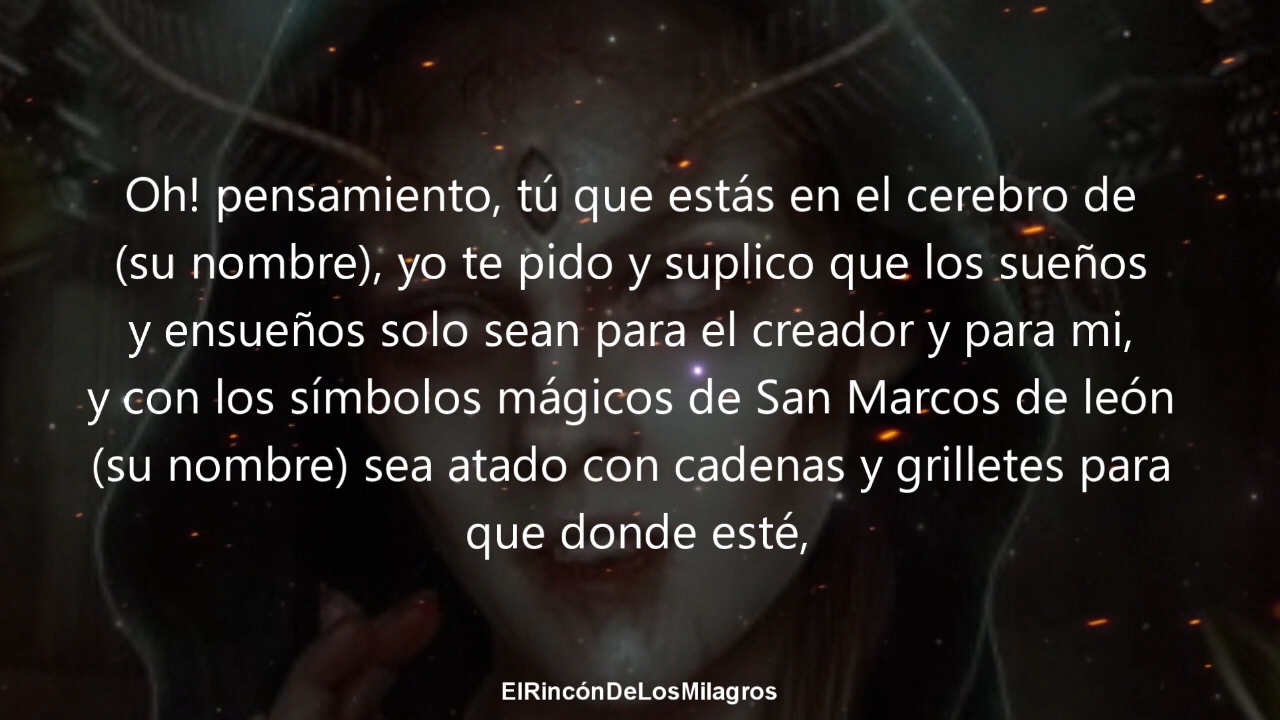 Oh! pensamiento, tú que estás en el cerebro de
(su nombre), yo te pido y suplico que los sueños
y ensueños solo sean para el creador y para mi,
y con los símbolos mágicos de San Marcos de león
(su nombre) sea atado con cadenas y grilletes para
que donde esté,
ElRincónDeLosMilagros